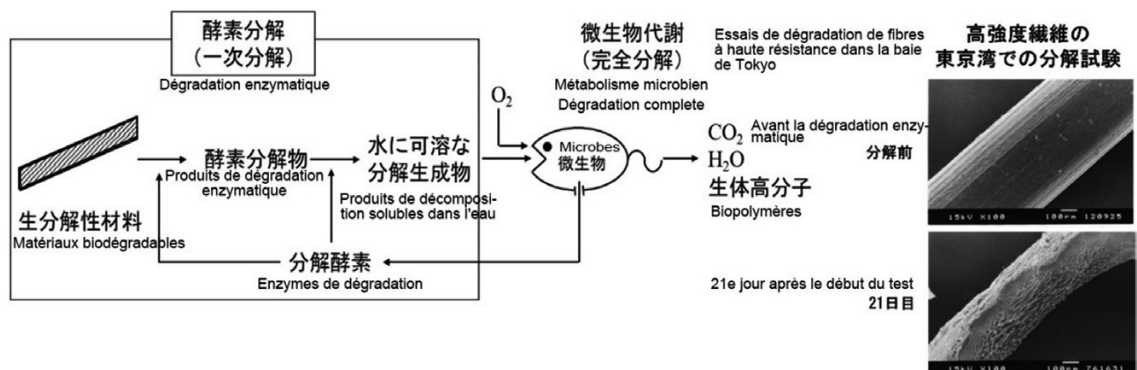 酵素分解
(一次分解)
Dégradation enzymatique
生分解性材料
Matériaux biodégradables
酵素分解物
Produits de dégradation
enzymatique
水に可溶な
分解生成物
Produits de décomposi-
tion solubles dans l'eau
分解酵素
Enzymes de dégradation
微生物代謝
(完全分解)
Métabolisme microbien
Dégradation complete
O2
Microbes
微生物
CO2
H2O
生体高分子
Biopolymères
Essais de dégradation de fibres
à haute résistance dans la baie
de Tokyo
高強度繊維の
東京湾での分解試験
Avant la dégradation enzy-
matique
分解前
15kV X100 100μm 120925
21e jour après le début du test
21日目
15kV X100 100μm 761631